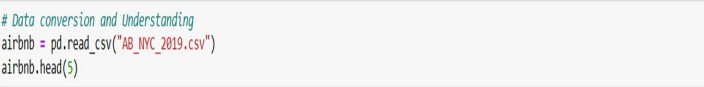 # Data conversion and Understanding
airbnb = pd.read_csv("AB_NYC_2019.csv")
airbnb.head(5)